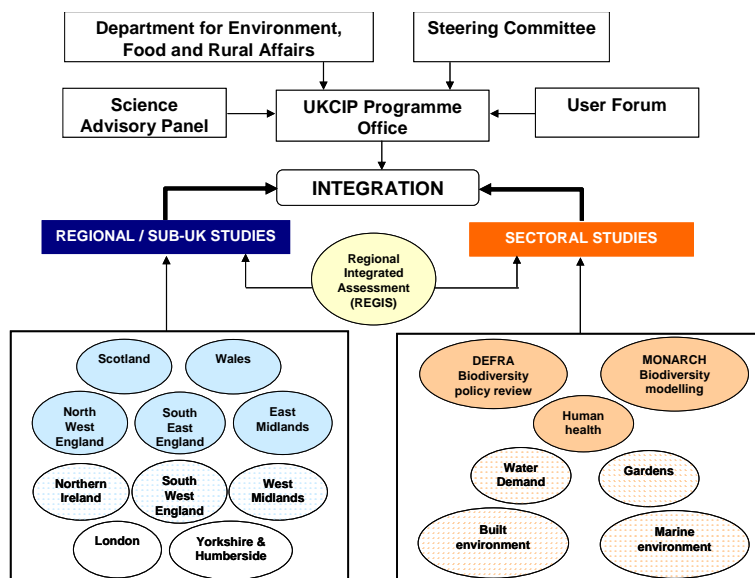 Department for Environment,
Food and Rural Affairs
Steering Committee
Science
Advisory Panel
UKCIP Programme
Office
User Forum
INTEGRATION
REGIONAL / SUB-UK STUDIES
SECTORAL STUDIES
Regional
Integrated
Assessment
(REGIS)
Scotland
Wales
North
West
England
South
East
England
East
Midlands
Northern
Ireland
South
West
England
West
Midlands
London
Yorkshire &
Humberside
DEFRA
Biodiversity
policy review
MONARCH
Biodiversity
modelling
Human
health
Water
Demand
Gardens
Built
environment
Marine
environment